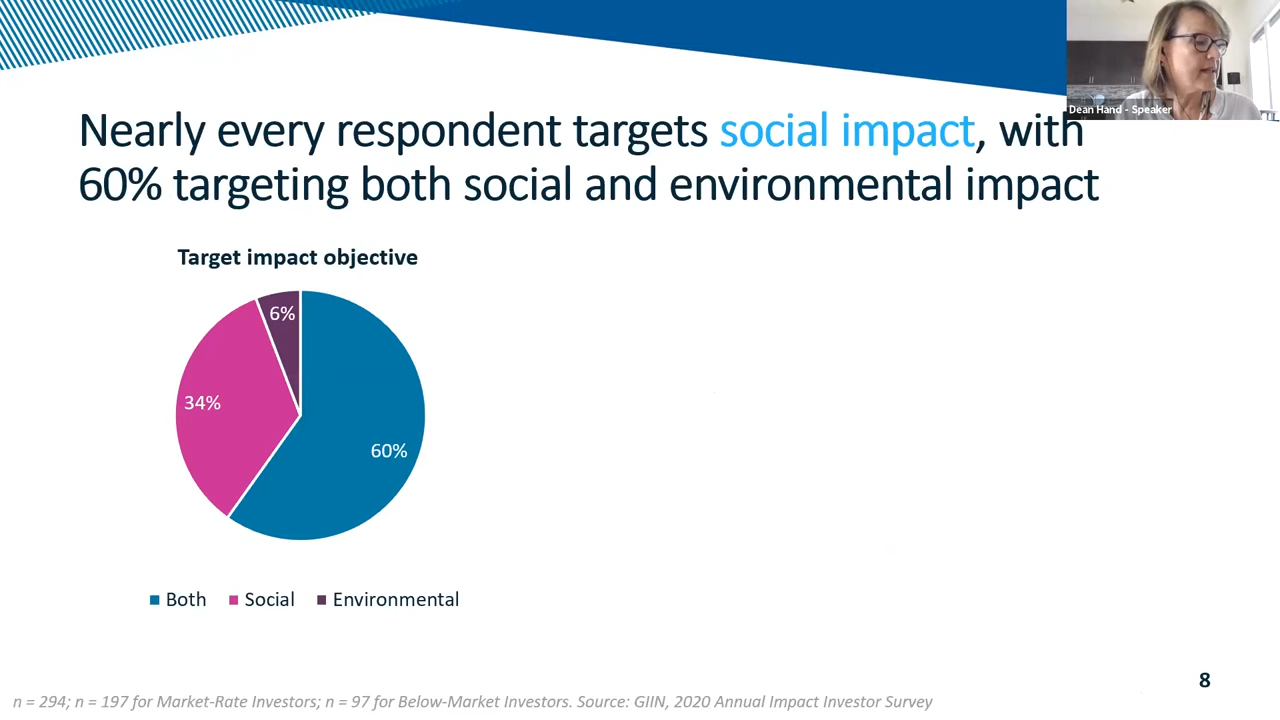 Dean Hand - Speaker
Nearly every respondent targets social impact, with
60% targeting both social and environmental impact
Target impact objective
6%
34%
60%
Both Social Environmental
8
n = 294; n = 197 for Market-Rate Investors; n = 97 for Below-Market Investors. Source: GIIN, 2020 Annual Impact Investor Survey